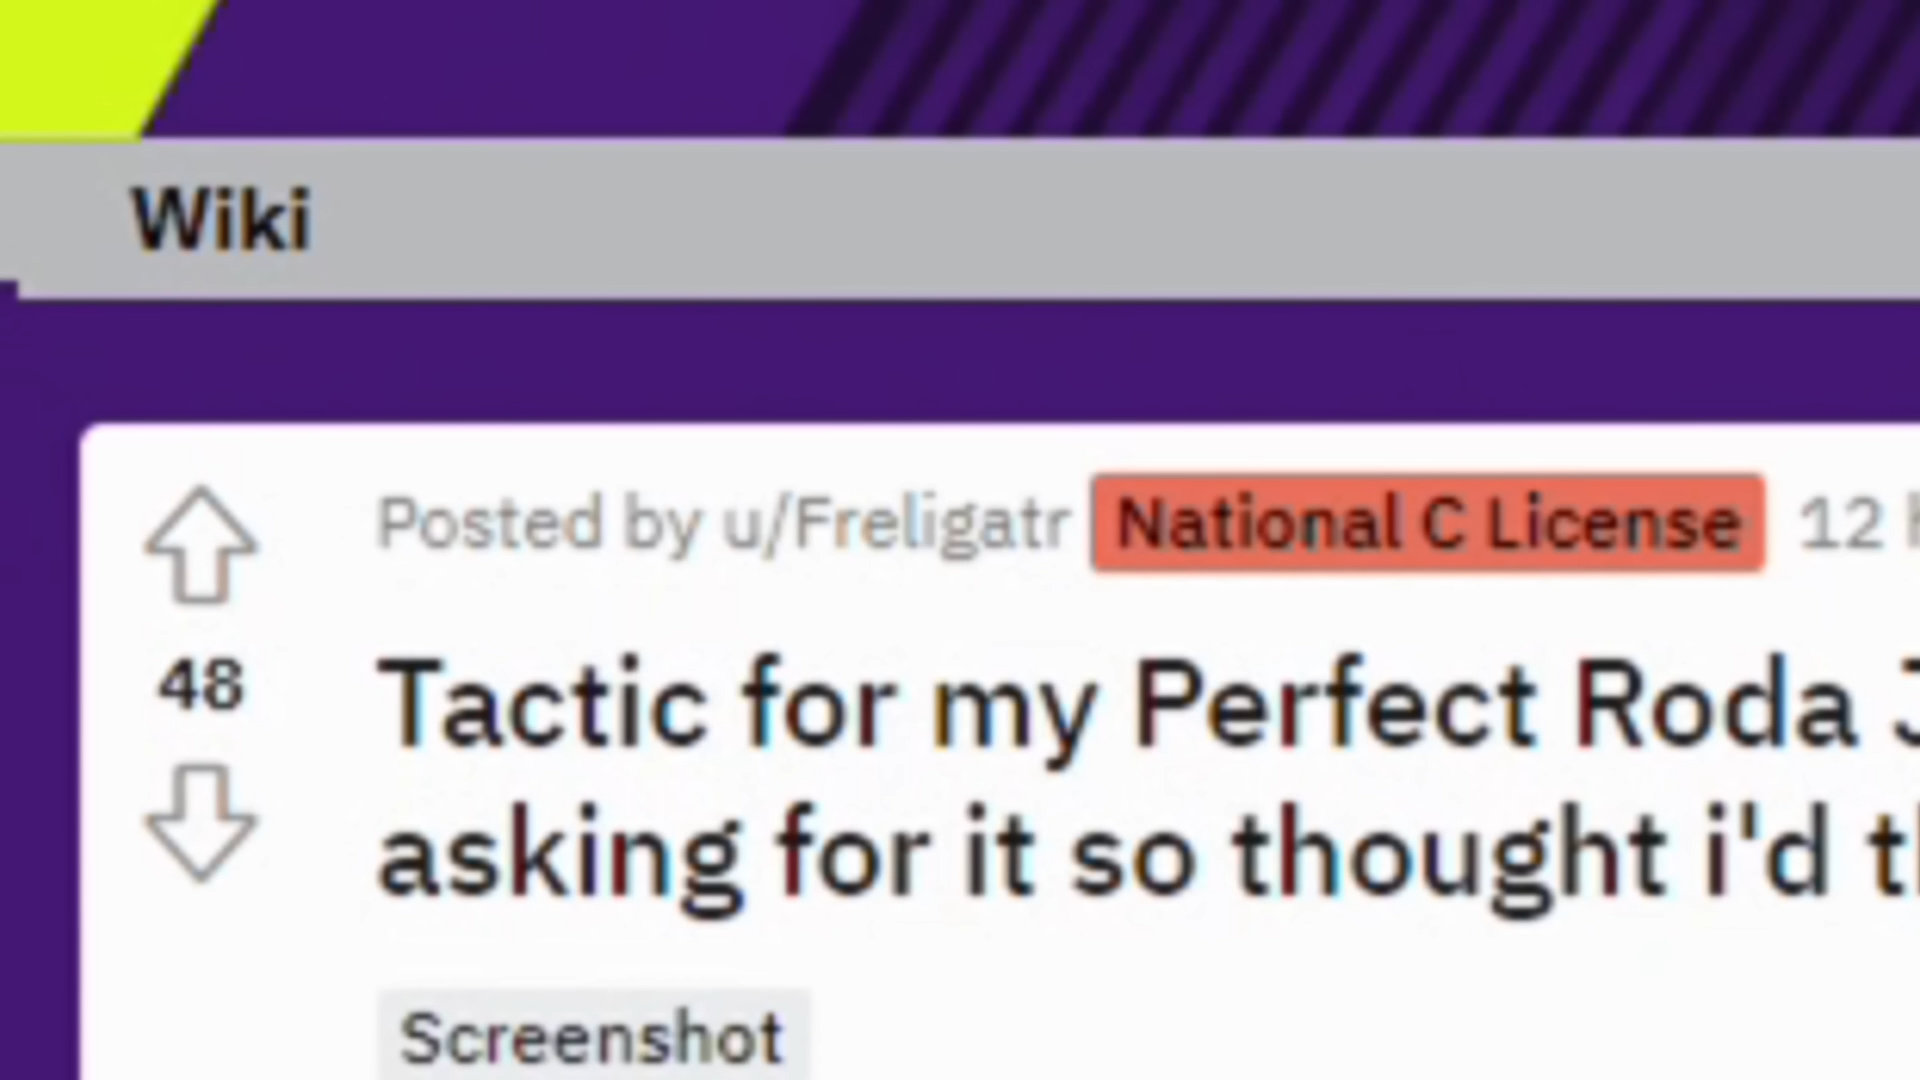 Wiki
Posted by u/Freligatr National C License 12
48
Tactic for my Perfect Roda
asking for it so thought i'd
Screenshot